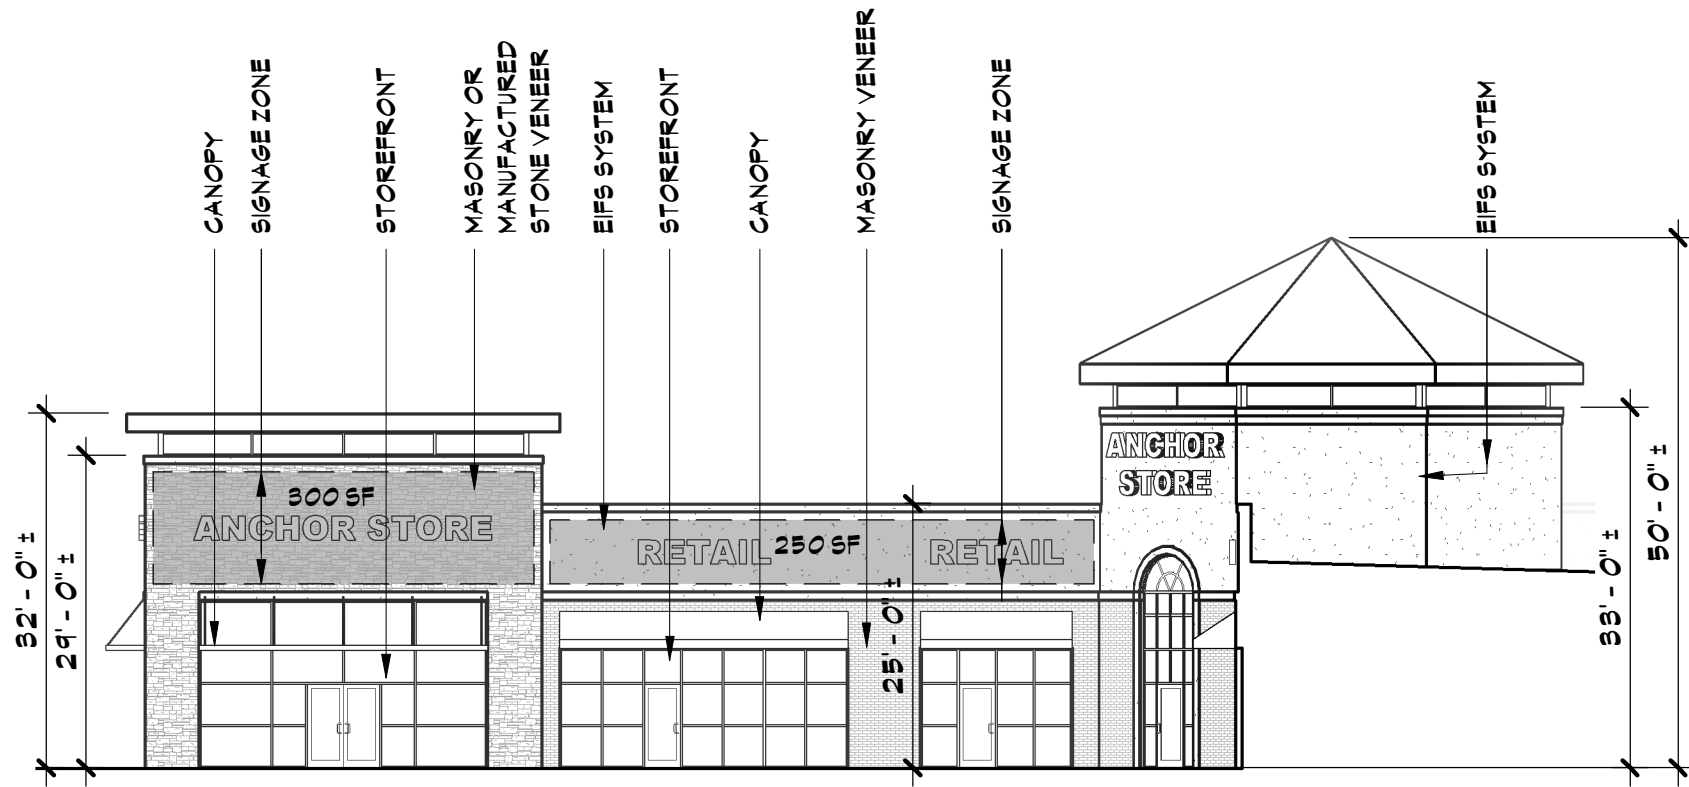 CANOPY
SIGNAGE ZONE
STOREFRONT
MASONRY OR
MANUFACTURED
STONE VENEER
EIFS SYSTEM
STOREFRONT
CANOPY
MASONRY VENEER
SIGNAGE ZONE
EIFS SYSTEM
32' - 0" ±
29' - 0" ±
300 SF
ANCHOR STORE
RETAIL
250 SF
RETAIL
25' - 0" ±
ANCHOR
STORE
33' - 0" ±
50' - 0" ±